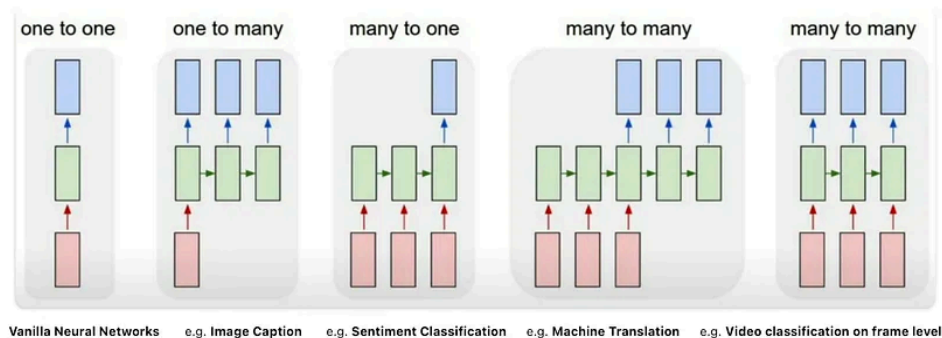 one to one
one to many
many to one
many to many
many to many
Vanilla Neural Networks
e.g. Image Caption
e.g. Sentiment Classification
e.g. Machine Translation
e.g. Video classification on frame level